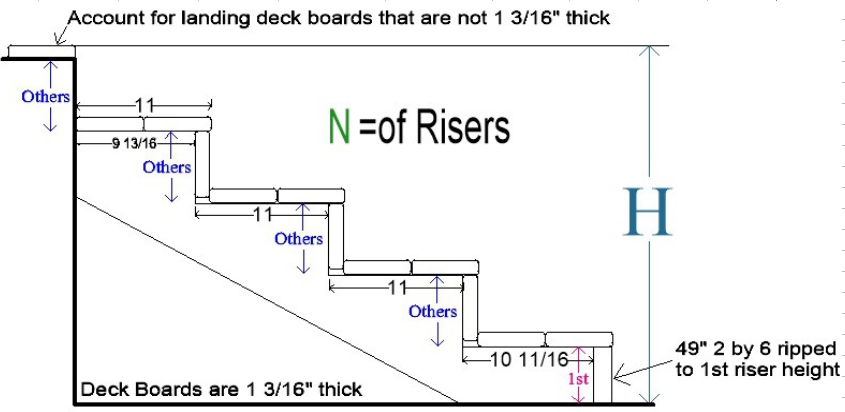 Account for landing deck boards that are not 1 3/16" thick
Others
11
N =of Risers
9 13/16
Others
H
11
Others
11
Others
10 11/16
1st
49" 2 by 6 ripped
to 1st riser height
Deck Boards are 1 3/16" thick